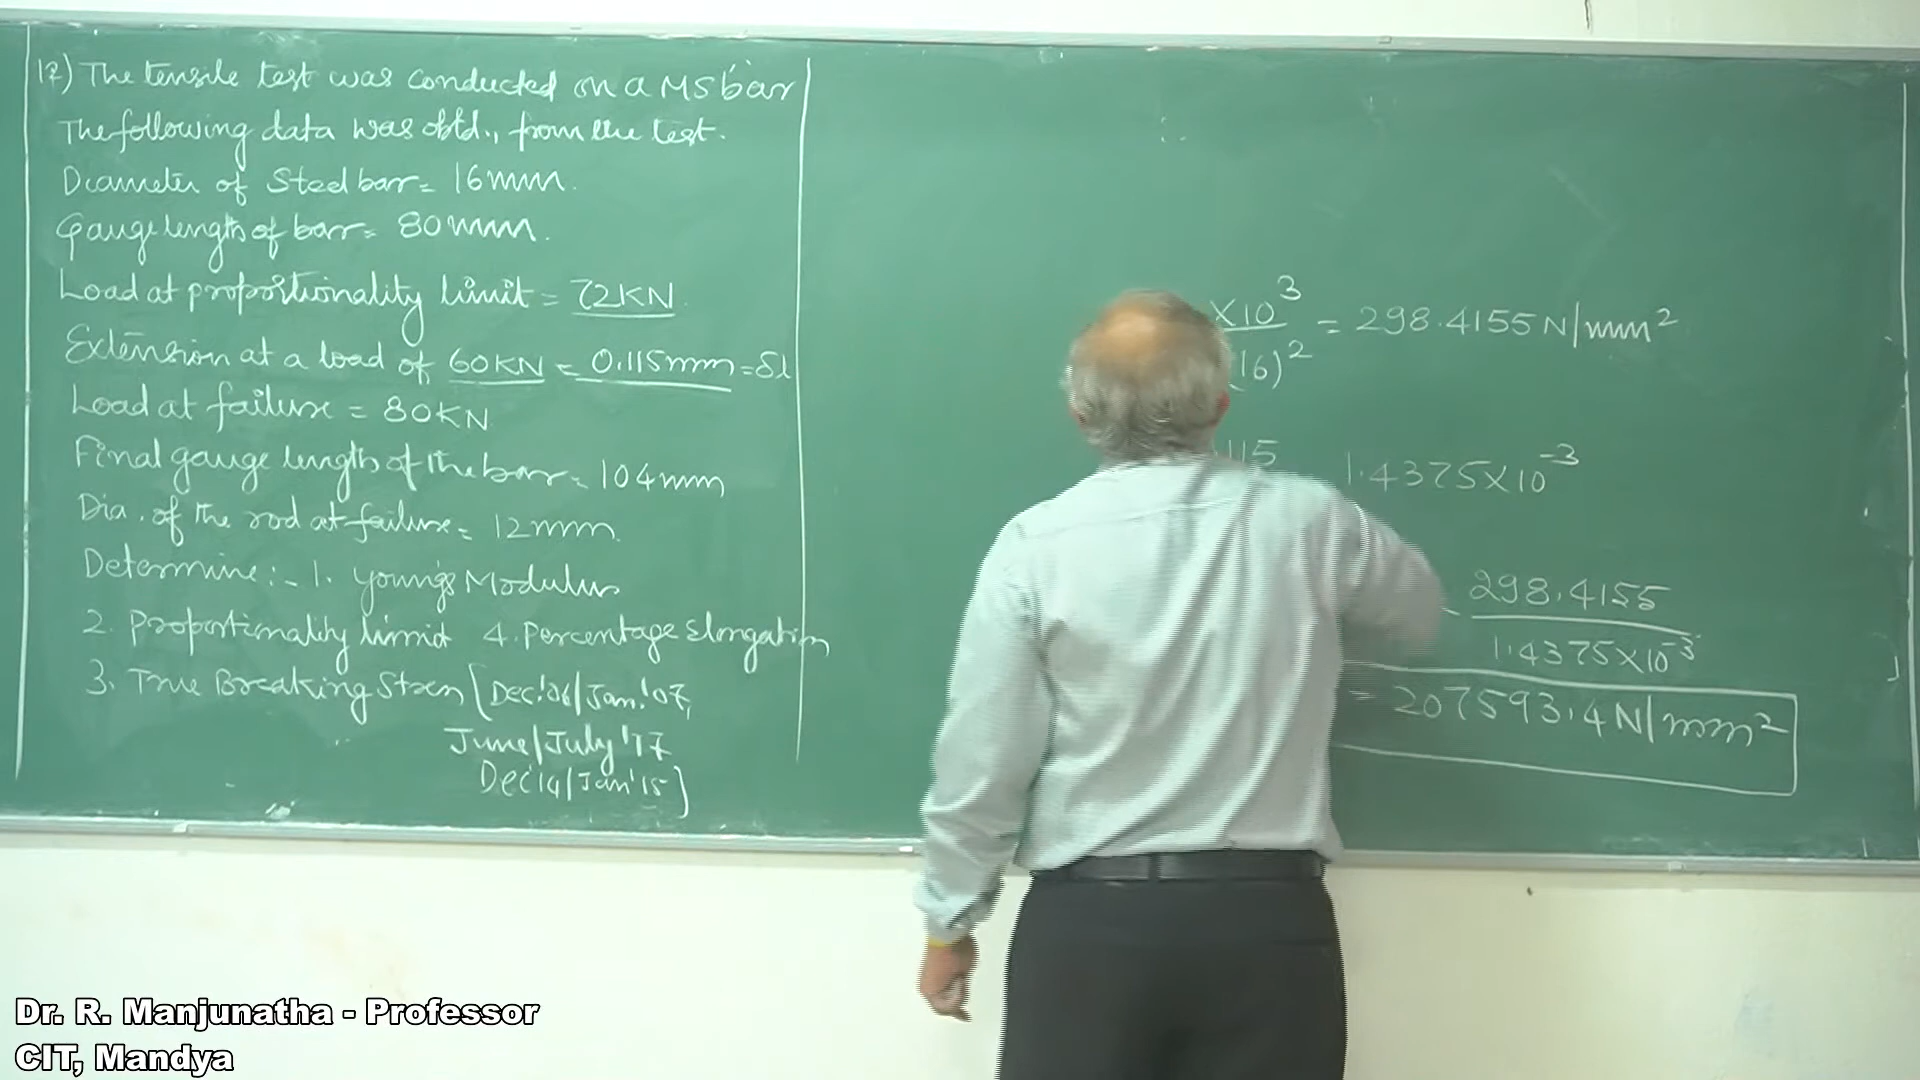 17) The tensile test was conducted on a MS bar
The following data was obtd., from the test.
Diameter of Steel bar = 16mm.
Gauge length of bar = 80mm.
Load at proportionality limit = 72KN.
Extension at a load of 60KN = 0.115mm = δl
Load at failure = 80KN
Final gauge length of the bar = 104mm
Dia. of the rod at failure = 12mm.
Determine:- 1. Young's Modulus
2. Proportionality limit 4. Percentage Elongation
3. True Breaking Stress [Dec.'06/Jan.'07,
June/July '17
Dec'14/Jan'15]
X10³
(16)² = 298.4155 N/mm²
115
1.4375X10⁻³
298.4155
1.4375X10⁻³
= 207593.4 N/mm²
Dr. R. Manjunatha - Professor
CIT, Mandya